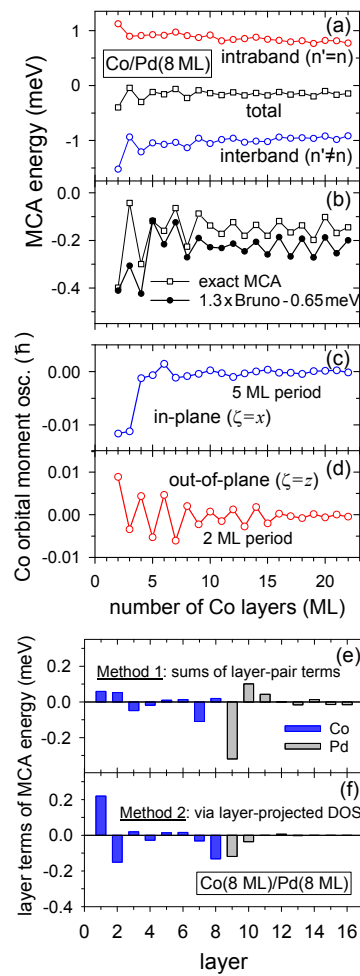 (a)
1
Co/Pd(8 ML)
intraband (n'=n)
0
total
-1
interband (n'≠n)
MCA energy (meV)
0.0
(b)
-0.2
exact MCA
-0.4
1.3xBruno-0.65meV
(c)
0.00
5 ML period
in-plane (ζ=x)
-0.01
Co orbital moment osc. (ℏ)
(d)
0.01
out-of-plane (ζ=z)
0.00
2 ML period
-0.01
0 5 10 15 20
number of Co layers (ML)
(e)
0.2
Method 1: sums of layer-pair terms
0.0
Co
-0.2
Pd
layer terms of MCA energy (meV)
(f)
0.2
Method 2: via layer-projected DOS
0.0
-0.2
Co(8 ML)/Pd(8 ML)
-0.4
0 2 4 6 8 10 12 14 16
layer